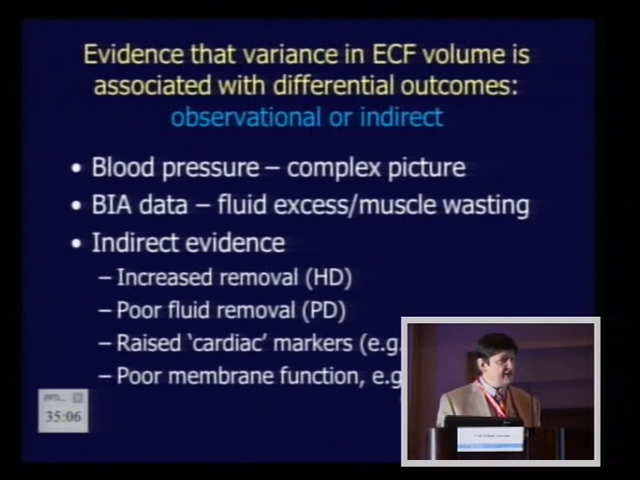 Evidence that variance in ECF volume is
associated with differential outcomes:
observational or indirect
• Blood pressure – complex picture
• BIA data – fluid excess/muscle wasting
• Indirect evidence
– Increased removal (HD)
– Poor fluid removal (PD)
– Raised ‘cardiac’ markers (e.g.
– Poor membrane function, e.g
35:06